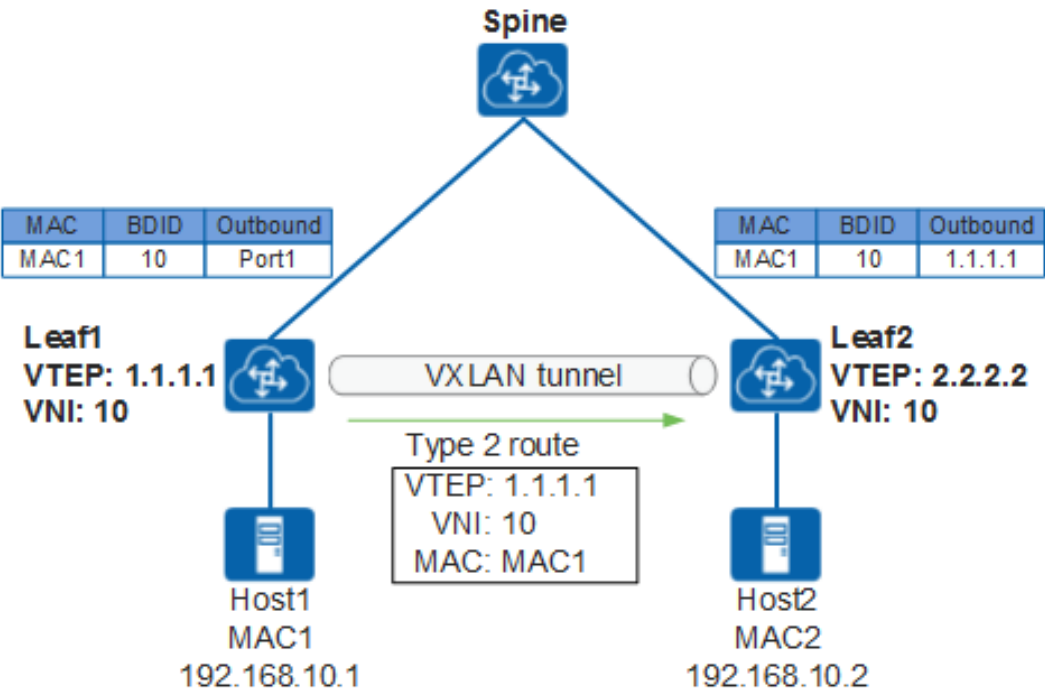 Spine
MAC BDID Outbound
MAC1 10 Port1
MAC BDID Outbound
MAC1 10 1.1.1.1
Leaf1
VTEP: 1.1.1.1
VNI: 10
VXLAN tunnel
Leaf2
VTEP: 2.2.2.2
VNI: 10
Type 2 route
VTEP: 1.1.1.1
VNI: 10
MAC: MAC1
Host1
MAC1
192.168.10.1
Host2
MAC2
192.168.10.2